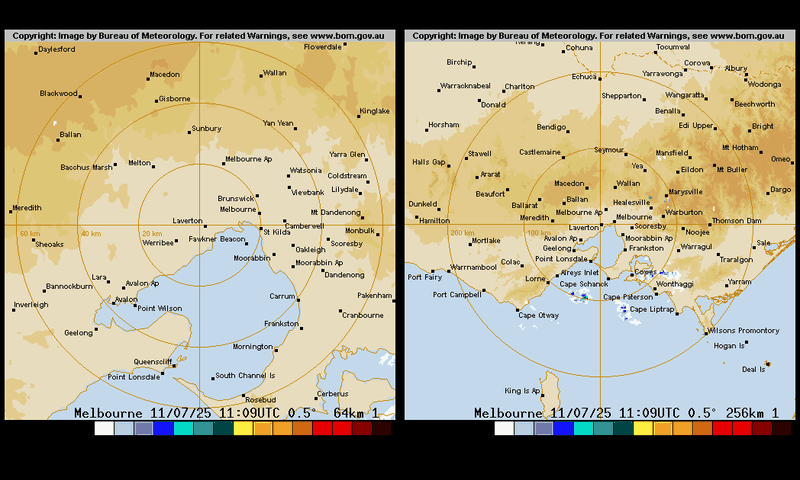 Copyright: Image by Bureau of Meteorology. For related Warnings, see www.bom.gov.au
Daylesford
Flowerdale
Macedon
Wallan
Blackwood
Gisborne
Kinglake
Yan Yean
Sunbury
Ballan
Yarra Glen
Bacchus Marsh
Melton
Melbourne Ap
Watsonia
Coldstream
Viewbank
Lilydale
Brunswick
Meredith
Melbourne
Mt Dandenong
Laverton
Camberwell
60 km
40 km
20 km
St Kilda
Monbulk
Sheoaks
Werribee
Fawkner Beacon
Scoresby
Oakleigh
Moorabbin
Moorabbin Ap
Dandenong
Lara
Avalon Ap
Bannockburn
Pakenham
Avalon
Carrum
Inverleigh
Point Wilson
Cranbourne
Geelong
Frankston
Mornington
Queenscliff
Point Lonsdale
South Channel Is
Cerberus
Rosebud
Melbourne 11/07/25 11:09UTC 0.5° 64km 1
Copyright: Image by Bureau of Meteorology. For related Warnings, see www.bom.gov.au
Cohuna
Tocumwal
Birchip
Corowa
Albury
Echuca
Yarrawonga
Warracknabeal
Charlton
Wodonga
Shepparton
Wangaratta
Donald
Beechworth
Benalla
Horsham
Bendigo
Edi Upper
Bright
Seymour
Mt Hotham
Stawell
Castlemaine
Mansfield
Halls Gap
Omeo
Yea
Ararat
Eildon
Mt Buller
Macedon
Wallan
Beaufort
Marysville
Dargo
Ballarat
Ballan
Healesville
Dunkeld
Melbourne Ap
Warburton
Hamilton
Meredith
Melbourne
Thomson Dam
Laverton
Scoresby
200 km
100 km
Noojee
Mortlake
Avalon Ap
Moorabbin Ap
Sale
Geelong
Frankston
Warragul
Colac
Point Lonsdale
Traralgon
Warrnambool
Port Fairy
Aireys Inlet
Cowes
Lorne
Cape Schanck
Wonthaggi
Yarram
Port Campbell
Cape Paterson
Cape Otway
Cape Liptrap
Wilsons Promontory
Hogan Is
Deal Is
King Is Ap
Melbourne 11/07/25 11:09UTC 0.5° 256km 1